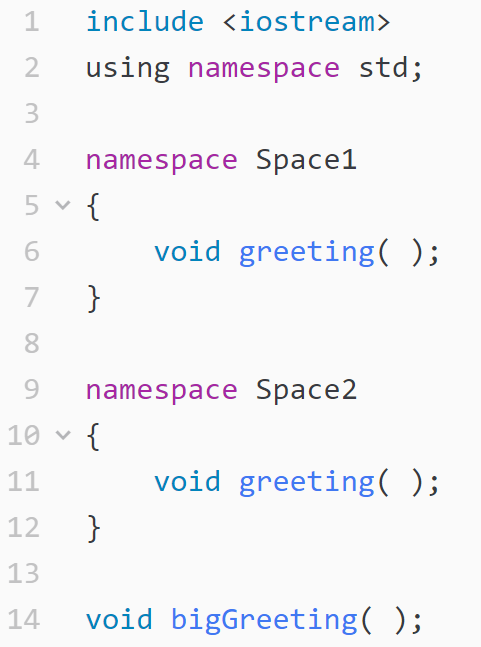 1 include <iostream>
2 using namespace std;
3
4 namespace Space1
5 {
6     void greeting( );
7 }
8
9 namespace Space2
10 {
11     void greeting( );
12 }
13
14 void bigGreeting( );